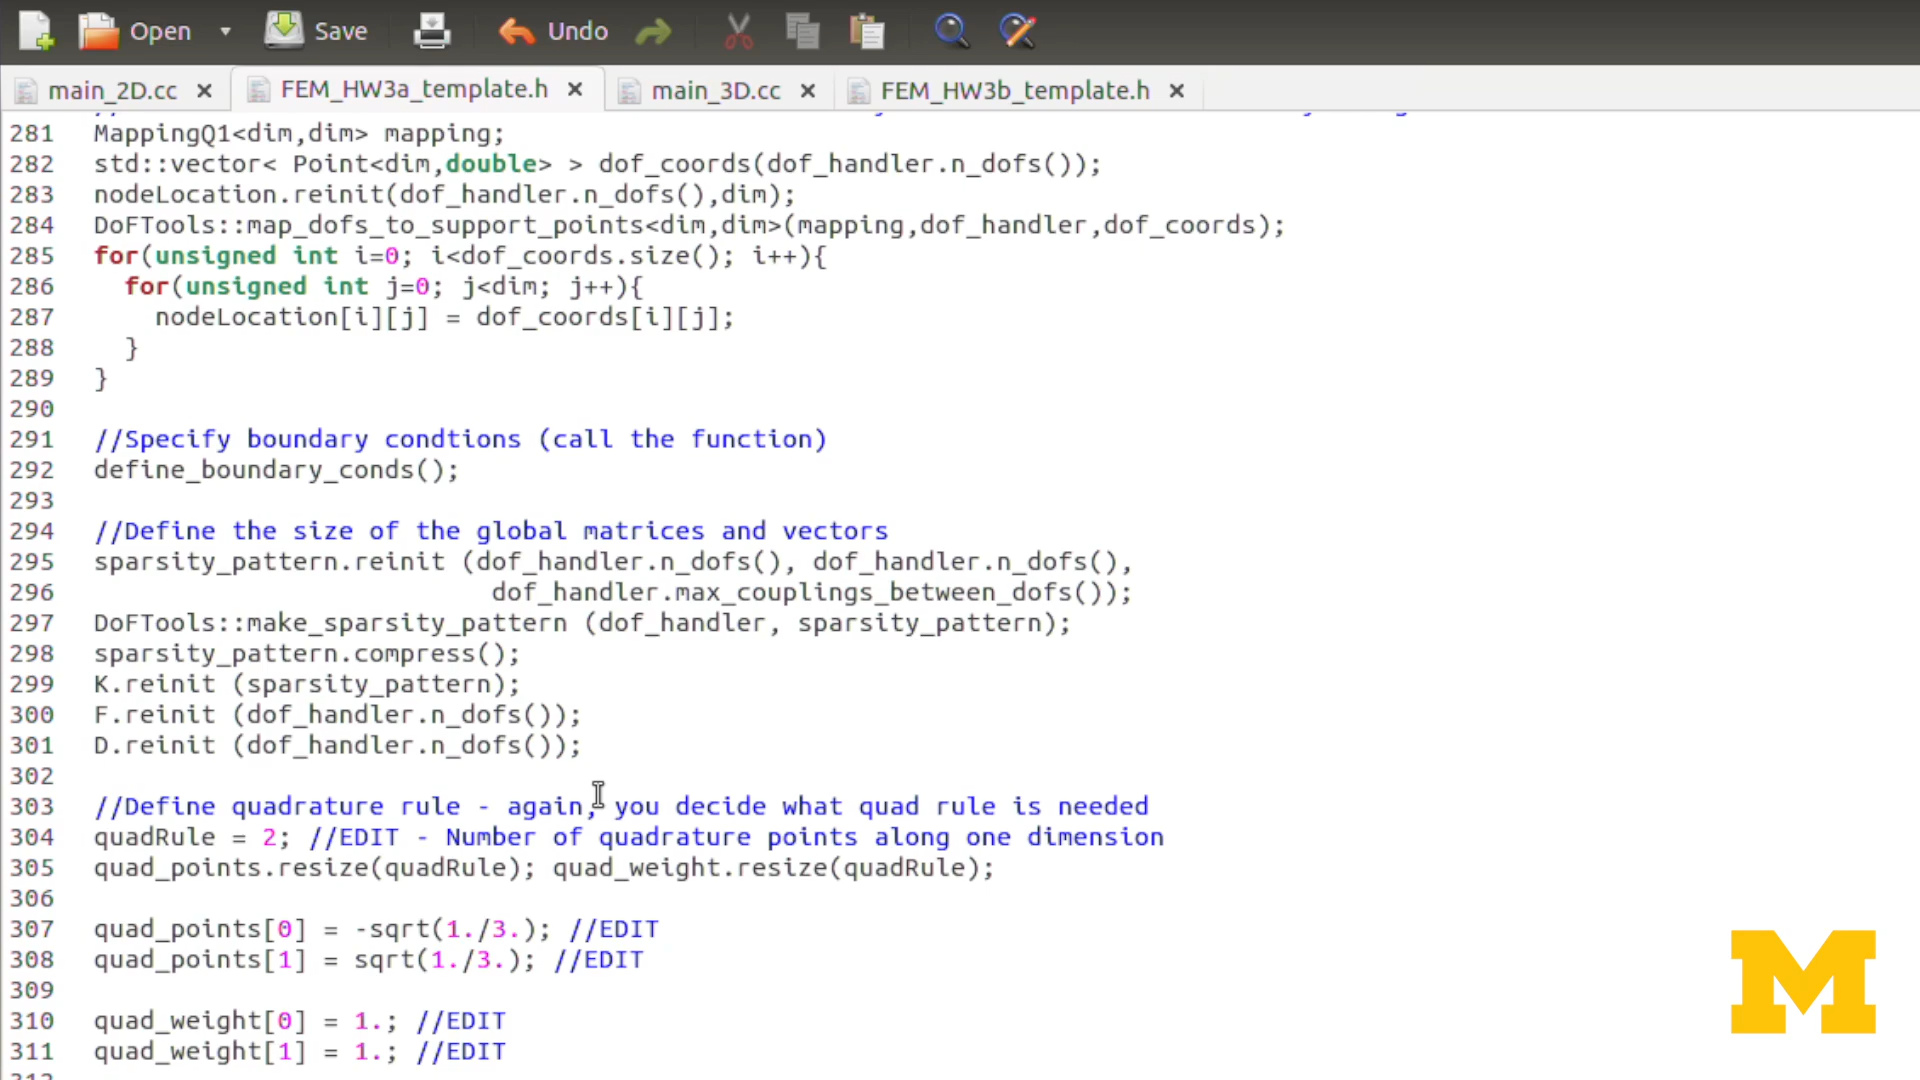 Open
Save
Undo
main_2D.cc
FEM_HW3a_template.h
main_3D.cc
FEM_HW3b_template.h
281 MappingQ1<dim,dim> mapping;
282 std::vector< Point<dim,double> > dof_coords(dof_handler.n_dofs());
283 nodeLocation.reinit(dof_handler.n_dofs(),dim);
284 DoFTools::map_dofs_to_support_points<dim,dim>(mapping,dof_handler,dof_coords);
285 for(unsigned int i=0; i<dof_coords.size(); i++){
286 for(unsigned int j=0; j<dim; j++){
287 nodeLocation[i][j] = dof_coords[i][j];
288 }
289 }
290
291 //Specify boundary condtions (call the function)
292 define_boundary_conds();
293
294 //Define the size of the global matrices and vectors
295 sparsity_pattern.reinit (dof_handler.n_dofs(), dof_handler.n_dofs(),
296 dof_handler.max_couplings_between_dofs());
297 DoFTools::make_sparsity_pattern (dof_handler, sparsity_pattern);
298 sparsity_pattern.compress();
299 K.reinit (sparsity_pattern);
300 F.reinit (dof_handler.n_dofs());
301 D.reinit (dof_handler.n_dofs());
302
303 //Define quadrature rule - again, you decide what quad rule is needed
304 quadRule = 2; //EDIT - Number of quadrature points along one dimension
305 quad_points.resize(quadRule); quad_weight.resize(quadRule);
306
307 quad_points[0] = -sqrt(1./3.); //EDIT
308 quad_points[1] = sqrt(1./3.); //EDIT
309
310 quad_weight[0] = 1.; //EDIT
311 quad_weight[1] = 1.; //EDIT
M